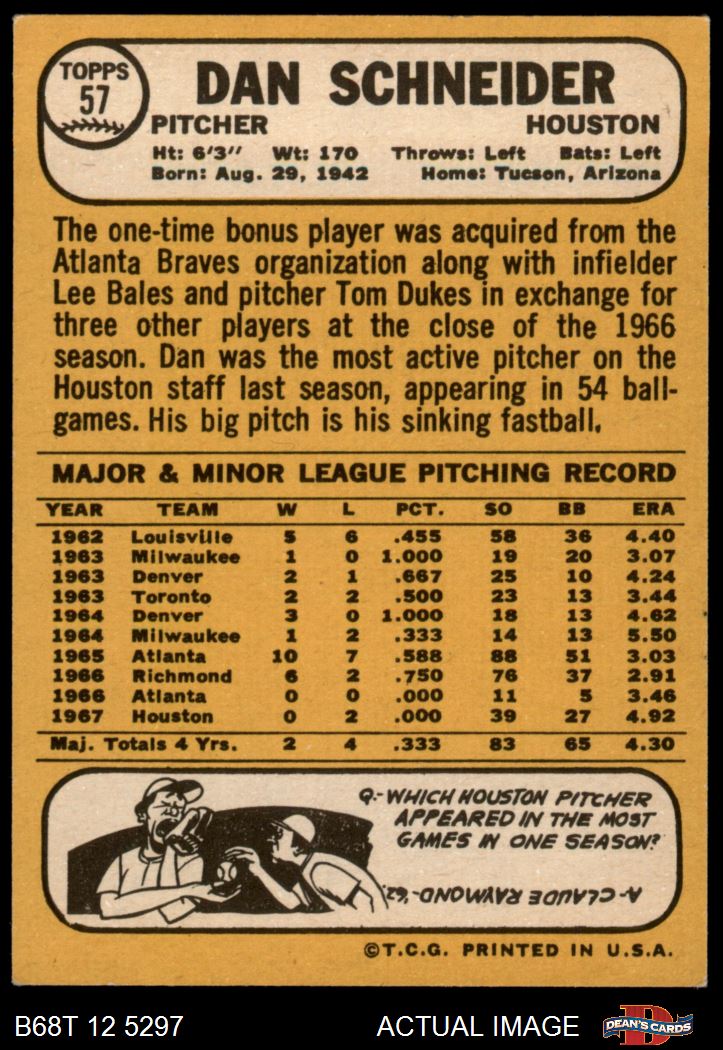 TOPPS
57
DAN SCHNEIDER
PITCHER HOUSTON
Ht: 6'3" Wt: 170 Throws: Left Bats: Left
Born: Aug. 29, 1942 Home: Tucson, Arizona
The one-time bonus player was acquired from the
Atlanta Braves organization along with infielder
Lee Bales and pitcher Tom Dukes in exchange for
three other players at the close of the 1966
season. Dan was the most active pitcher on the
Houston staff last season, appearing in 54 ball-
games. His big pitch is his sinking fastball.
MAJOR & MINOR LEAGUE PITCHING RECORD
YEAR TEAM W L PCT. SO BB ERA
1962 Louisville 5 6 .455 58 36 4.40
1963 Milwaukee 1 0 1.000 19 20 3.07
1963 Denver 2 1 .667 25 10 4.24
1963 Toronto 2 2 .500 23 13 3.44
1964 Denver 3 0 1.000 18 13 4.62
1964 Milwaukee 1 2 .333 14 13 5.50
1965 Atlanta 10 7 .588 88 51 3.03
1966 Richmond 6 2 .750 76 37 2.91
1966 Atlanta 0 0 .000 11 5 3.46
1967 Houston 0 2 .000 39 27 4.92
Maj. Totals 4 Yrs. 2 4 .333 83 65 4.30
Q.- WHICH HOUSTON PITCHER
APPEARED IN THE MOST
GAMES IN ONE SEASON?
A- CLAUDE RAYMOND - '62.
©T.C.G. PRINTED IN U.S.A.
B68T 12 5297 ACTUAL IMAGE
DEAN'S CARDS